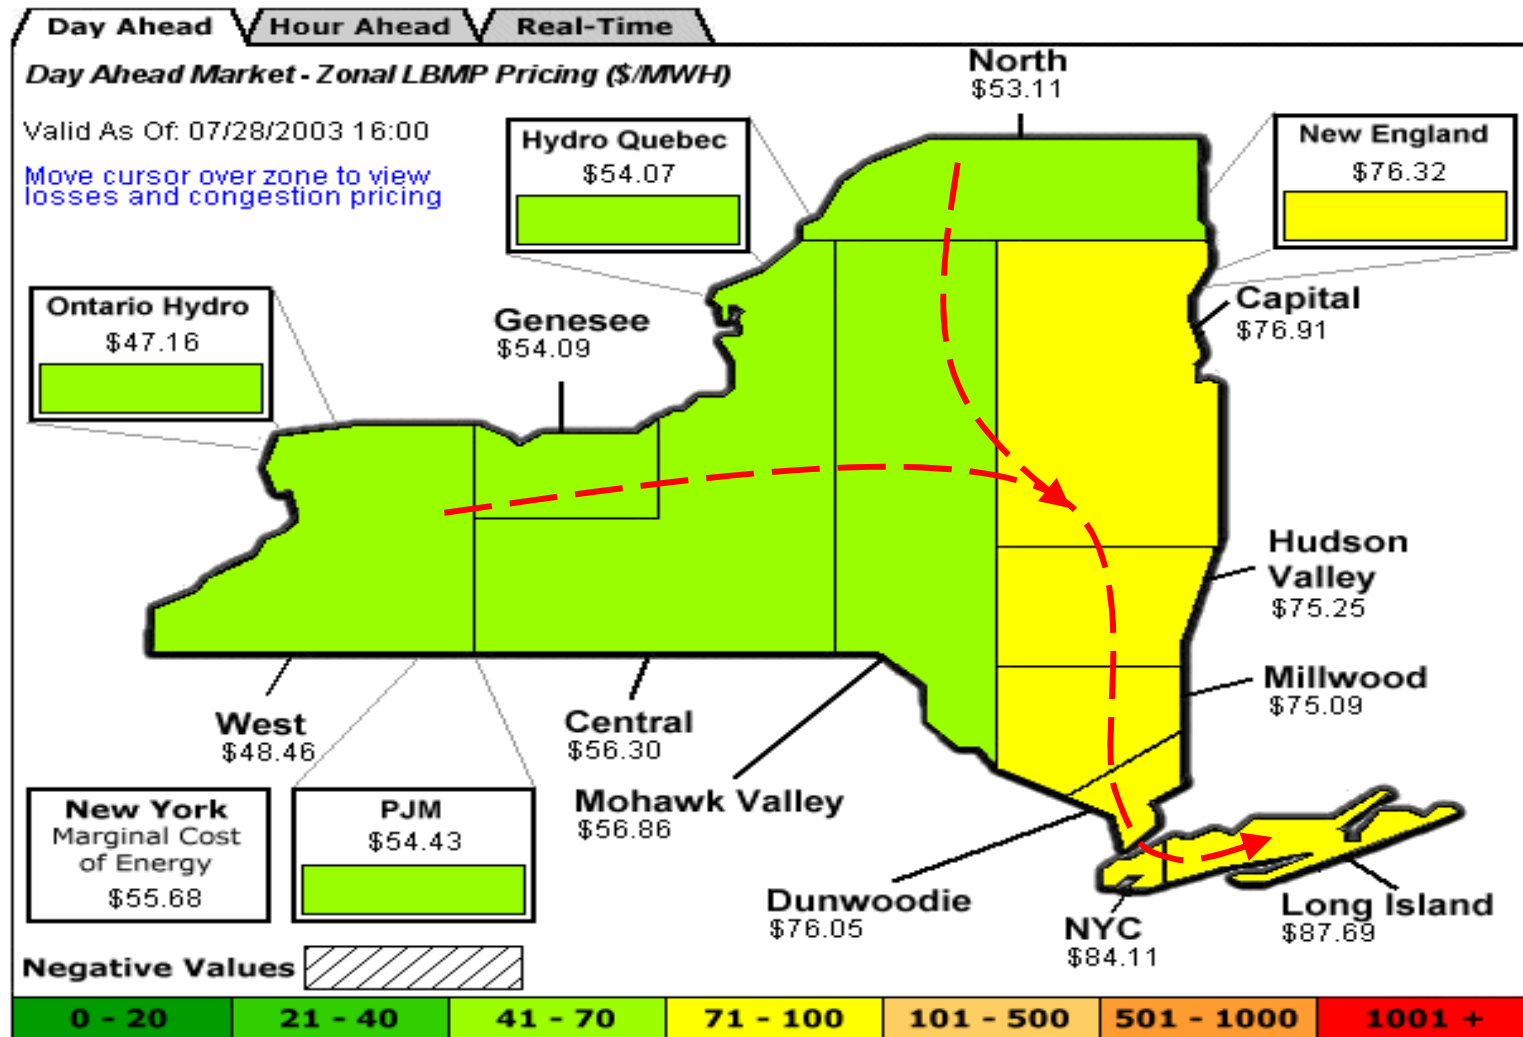 Day Ahead
Hour Ahead
Real-Time
Day Ahead Market - Zonal LBMP Pricing ($/MWH)
Valid As Of: 07/28/2003 16:00
Move cursor over zone to view
losses and congestion pricing
North
$53.11
Hydro Quebec
$54.07
New England
$76.32
Ontario Hydro
$47.16
Genesee
$54.09
Capital
$76.91
Hudson
Valley
$75.25
Millwood
$75.09
West
$48.46
Central
$56.30
Mohawk Valley
$56.86
New York
Marginal Cost
of Energy
$55.68
PJM
$54.43
Dunwoodie
$76.05
NYC
$84.11
Long Island
$87.69
Negative Values
0 - 20
21 - 40
41 - 70
71 - 100
101 - 500
501 - 1000
1001 +